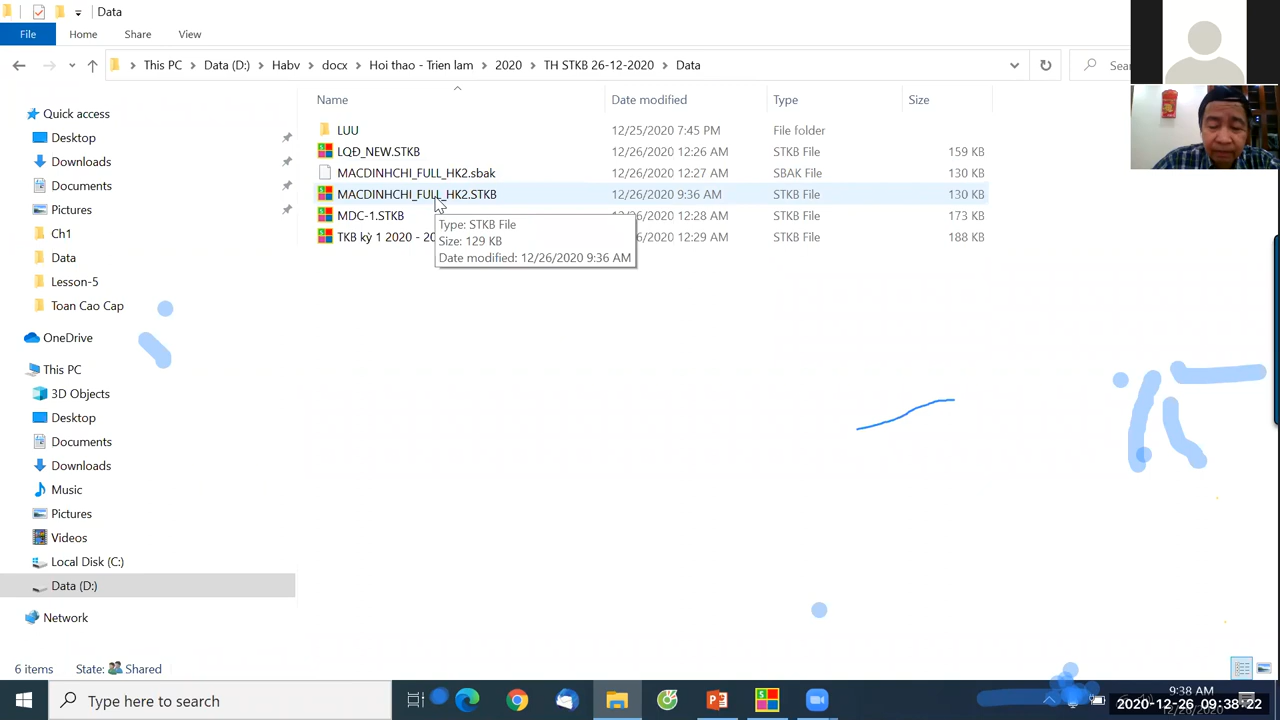 Data
File Home Share View
This PC > Data (D:) > Habv > docx > Hoi thao - Trien lam > 2020 > TH STKB 26-12-2020 > Data
Name Date modified Type Size
Quick access
Desktop
Downloads
Documents
Pictures
Ch1
Data
Lesson-5
Toan Cao Cap
OneDrive
This PC
3D Objects
Desktop
Documents
Downloads
Music
Pictures
Videos
Local Disk (C:)
Data (D:)
Network
LUU 12/25/2020 7:45 PM File folder
LQĐ_NEW.STKB 12/26/2020 12:26 AM STKB File 159 KB
MACDINHCHI_FULL_HK2.sbak 12/26/2020 12:27 AM SBAK File 130 KB
MACDINHCHI_FULL_HK2.STKB 12/26/2020 9:36 AM STKB File 130 KB
MDC-1.STKB 12/26/2020 12:28 AM STKB File 173 KB
TKB kỳ 1 2020 - 12/26/2020 12:29 AM STKB File 188 KB
Type: STKB File
Size: 129 KB
Date modified: 12/26/2020 9:36 AM
6 items State: Shared
Type here to search
9:38 AM
2020-12-26 09:38:22